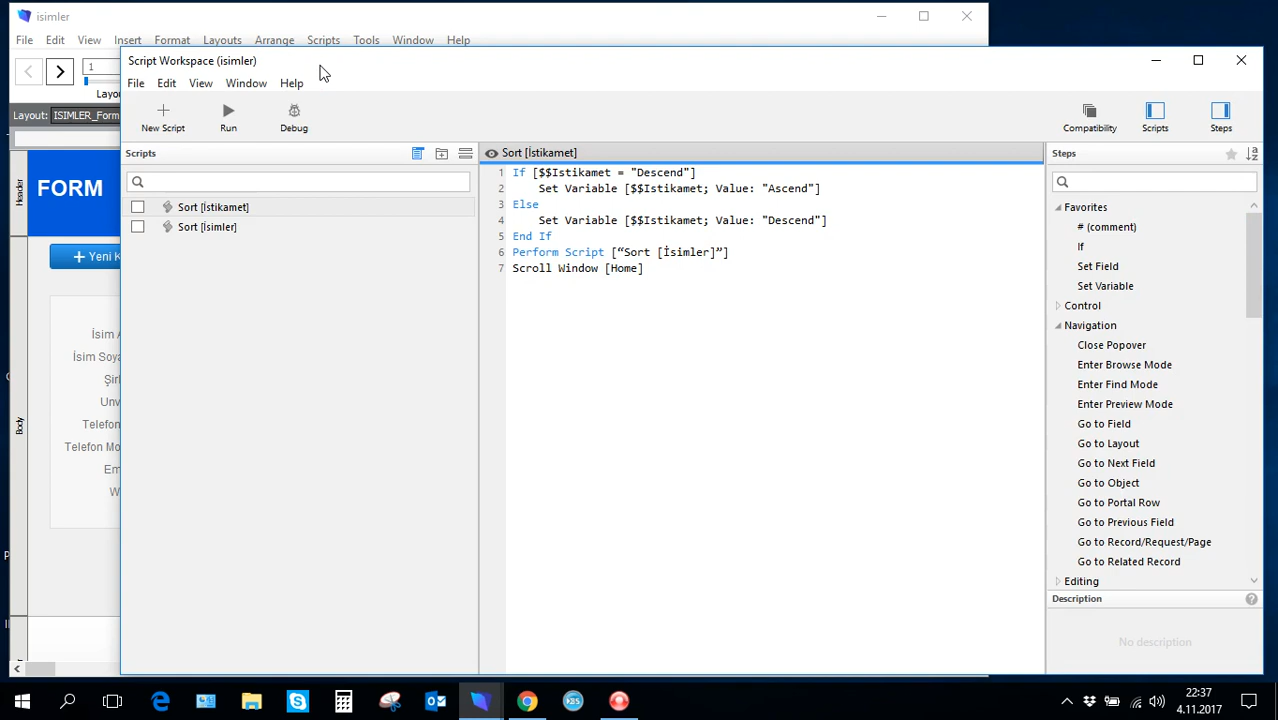 isimler
File Edit View Insert Format Layouts Arrange Scripts Tools Window Help
Script Workspace (isimler)
File Edit View Window Help
1
Layou
New Script Run Debug Compatibility Scripts Steps
Layout: ISIMLER_Form
Scripts
Sort [İstikamet]
Sort [İsimler]
Sort [İstikamet]
1 If [$$Istikamet = "Descend"]
2 Set Variable [$$Istikamet; Value: "Ascend"]
3 Else
4 Set Variable [$$Istikamet; Value: "Descend"]
5 End If
6 Perform Script [“Sort [İsimler]”]
7 Scroll Window [Home]
Steps
Favorites
# (comment)
If
Set Field
Set Variable
Control
Navigation
Close Popover
Enter Browse Mode
Enter Find Mode
Enter Preview Mode
Go to Field
Go to Layout
Go to Next Field
Go to Object
Go to Portal Row
Go to Previous Field
Go to Record/Request/Page
Go to Related Record
Editing
Description
No description
Header
FORM
+ Yeni K
Body
İsim A
İsim Soya
Şirl
Unv
Telefon
Telefon Mo
Em
W
22:37
4.11.2017